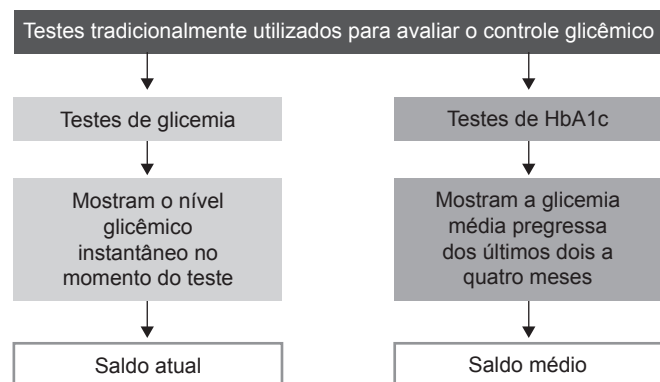 Testes tradicionalmente utilizados para avaliar o controle glicêmico
Testes de glicemia
Mostram o nível
glicêmico
instantâneo no
momento do teste
Saldo atual
Testes de HbA1c
Mostram a glicemia
média pregressa
dos últimos dois a
quatro meses
Saldo médio